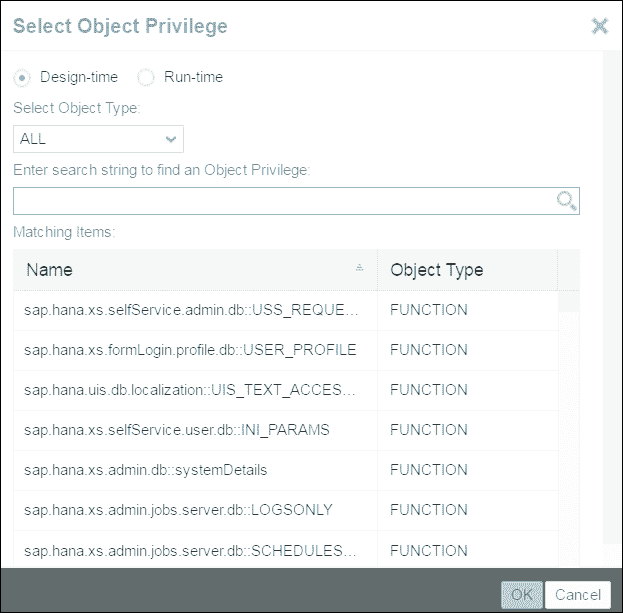 Select Object Privilege
Design-time Run-time
Select Object Type:
ALL
Enter search string to find an Object Privilege:
Matching Items:
Name Object Type
sap.hana.xs.selfService.admin.db::USS_REQUE... FUNCTION
sap.hana.xs.formLogin.profile.db::USER_PROFILE FUNCTION
sap.hana.uis.db.localization::UIS_TEXT_ACCES... FUNCTION
sap.hana.xs.selfService.user.db::INI_PARAMS FUNCTION
sap.hana.xs.admin.db::systemDetails FUNCTION
sap.hana.xs.admin.jobs.server.db::LOGSONLY FUNCTION
sap.hana.xs.admin.jobs.server.db::SCHEDULES... FUNCTION
OK Cancel